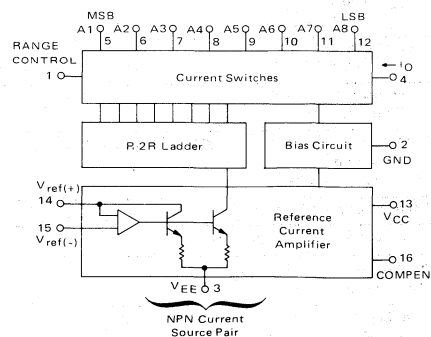 MSB LSB
A1 A2 A3 A4 A5 A6 A7 A8
5 6 7 8 9 10 11 12
RANGE
CONTROL
1
Current Switches
IO
4
R-2R Ladder
Bias Circuit
2
GND
Vref(+)
14
15
Vref(-)
Reference
Current
Amplifier
13
VCC
16
COMPEN
VEE 3
NPN Current
Source Pair